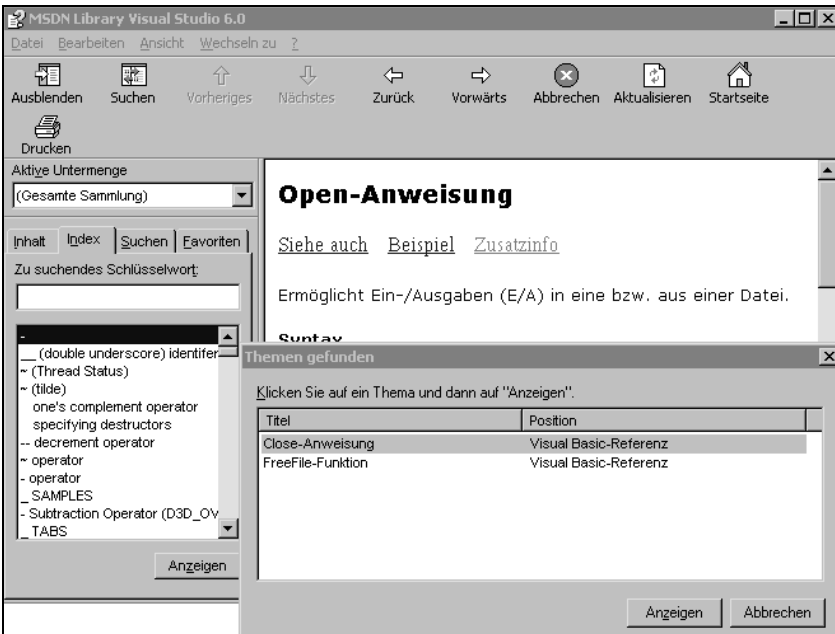 MSDN Library Visual Studio 6.0
Datei Bearbeiten Ansicht Wechseln zu ?
Ausblenden Suchen Vorheriges Nächstes Zurück Vorwärts Abbrechen Aktualisieren Startseite
Drucken
Aktive Untermenge
(Gesamte Sammlung)
Inhalt Index Suchen Favoriten
Zu suchendes Schlüsselwort:
-
__ (double underscore) identifer
~ (Thread Status)
~ (tilde)
one's complement operator
specifying destructors
-- decrement operator
~ operator
- operator
_ SAMPLES
- Subtraction Operator (D3D_OV
_ TABS
Anzeigen
Open-Anweisung
Siehe auch Beispiel Zusatzinfo
Ermöglicht Ein-/Ausgaben (E/A) in eine bzw. aus einer Datei.
Syntax
Themen gefunden
Klicken Sie auf ein Thema und dann auf "Anzeigen".
Titel Position
Close-Anweisung Visual Basic-Referenz
FreeFile-Funktion Visual Basic-Referenz
Anzeigen Abbrechen